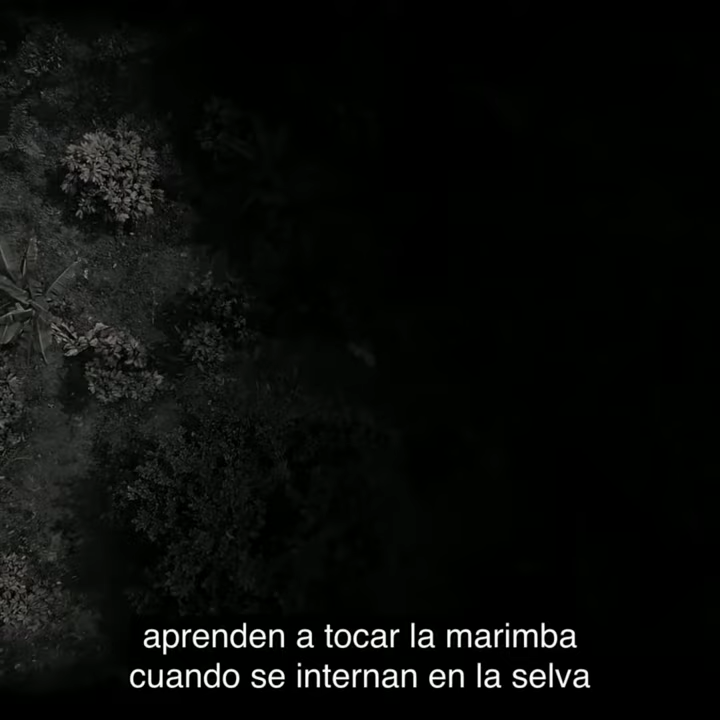 aprenden a tocar la marimba
cuando se internan en la selva